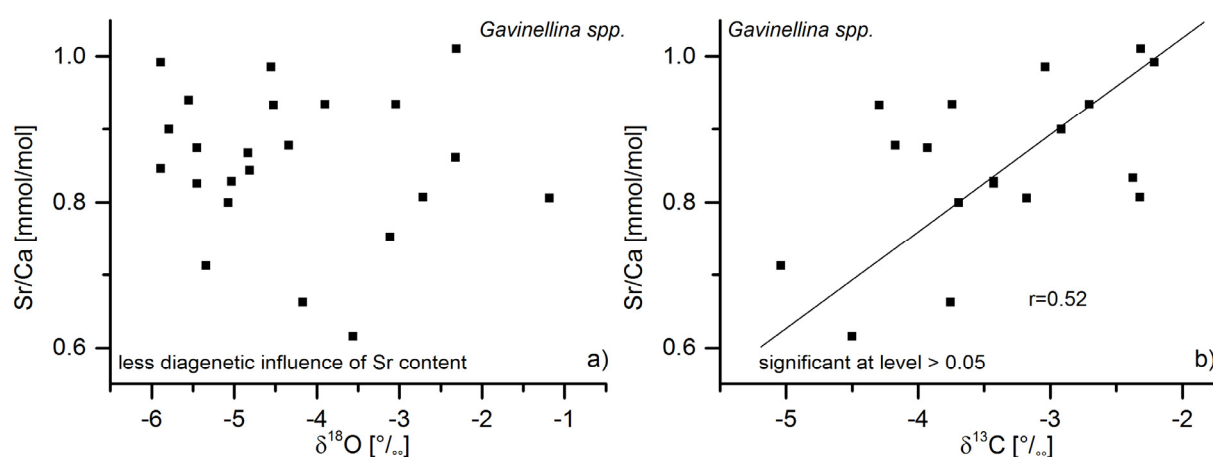 Gavinellina spp.
Sr/Ca [mmol/mol]
1.0
0.8
0.6
less diagenetic influence of Sr content
a)
-6 -5 -4 -3 -2 -1
δ¹⁸O [°/₀₀]
Gavinellina spp.
Sr/Ca [mmol/mol]
1.0
0.8
0.6
r=0.52
significant at level > 0.05
b)
-5 -4 -3 -2
δ¹³C [°/₀₀]